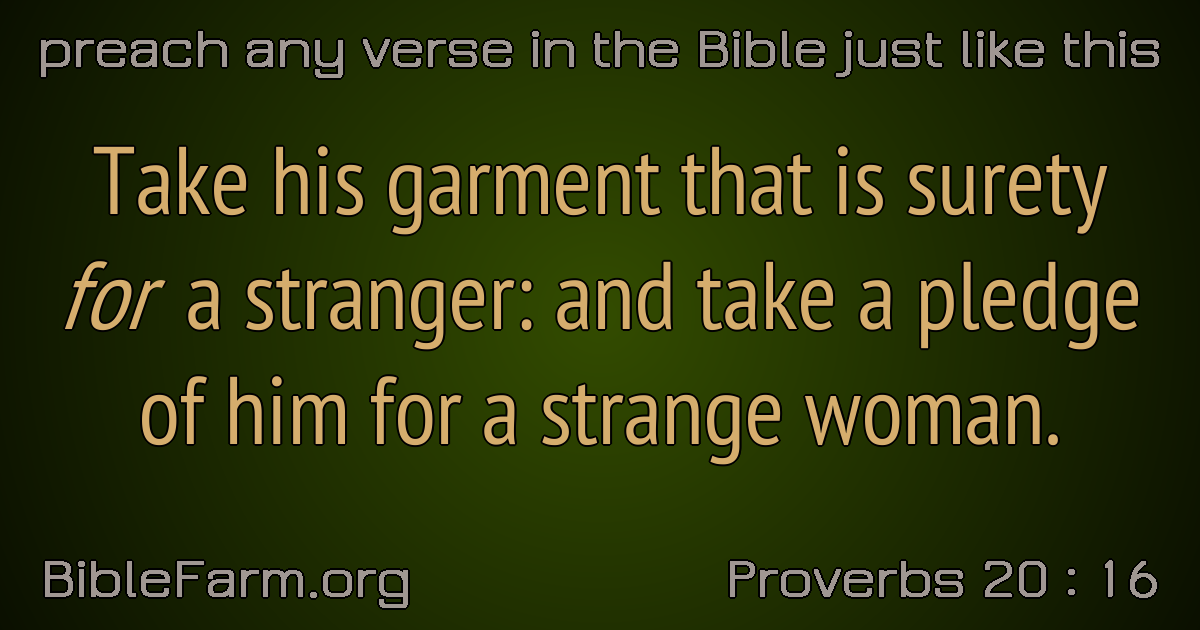 preach any verse in the Bible just like this
Take his garment that is surety
for a stranger: and take a pledge
of him for a strange woman.
BibleFarm.org
Proverbs 20 : 16